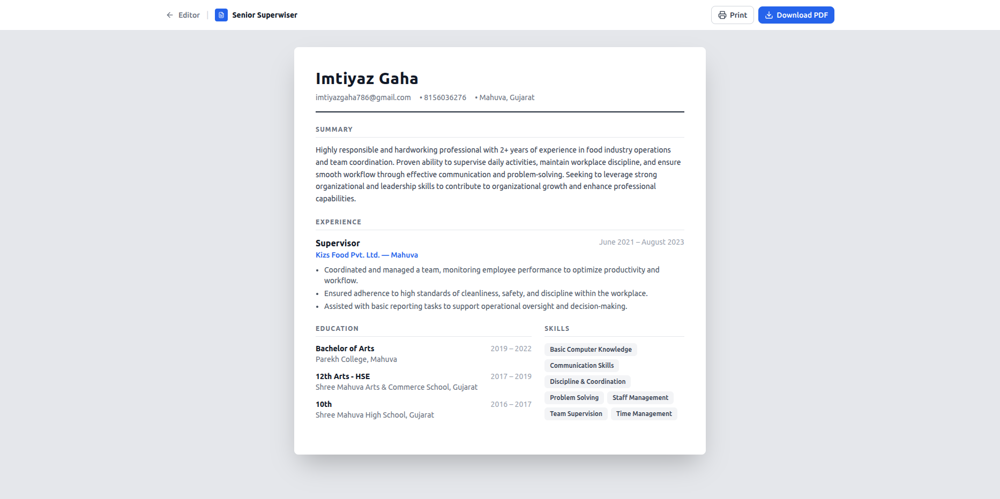 Editor | Senior Superwiser
Print
Download PDF
Imtiyaz Gaha
imtiyazgaha786@gmail.com • 8156036276 • Mahuva, Gujarat
SUMMARY
Highly responsible and hardworking professional with 2+ years of experience in food industry operations
and team coordination. Proven ability to supervise daily activities, maintain workplace discipline, and ensure
smooth workflow through effective communication and problem-solving. Seeking to leverage strong
organizational and leadership skills to contribute to organizational growth and enhance professional
capabilities.
EXPERIENCE
Supervisor June 2021 – August 2023
Kizs Food Pvt. Ltd. — Mahuva
• Coordinated and managed a team, monitoring employee performance to optimize productivity and
workflow.
• Ensured adherence to high standards of cleanliness, safety, and discipline within the workplace.
• Assisted with basic reporting tasks to support operational oversight and decision-making.
EDUCATION
Bachelor of Arts 2019 – 2022
Parekh College, Mahuva
12th Arts - HSE 2017 – 2019
Shree Mahuva Arts & Commerce School, Gujarat
10th 2016 – 2017
Shree Mahuva High School, Gujarat
SKILLS
Basic Computer Knowledge
Communication Skills
Discipline & Coordination
Problem Solving Staff Management
Team Supervision Time Management